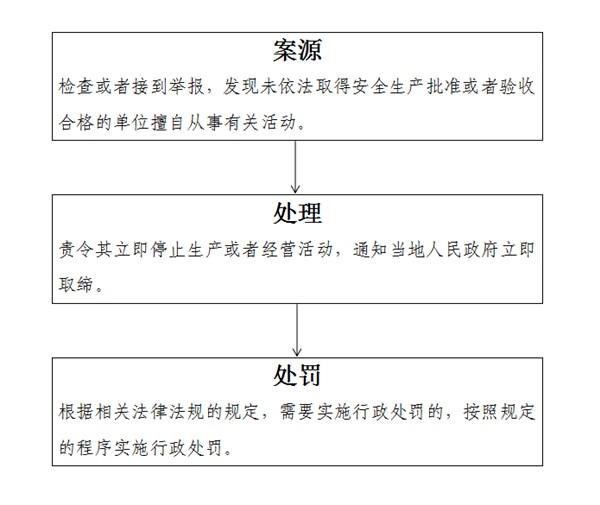 案源
检查或者接到举报，发现未依法取得安全生产批准或者验收
合格的单位擅自从事有关活动。
处理
责令其立即停止生产或者经营活动，通知当地人民政府立即
取缔。
处罚
根据相关法律法规的规定，需要实施行政处罚的，按照规定
的程序实施行政处罚。